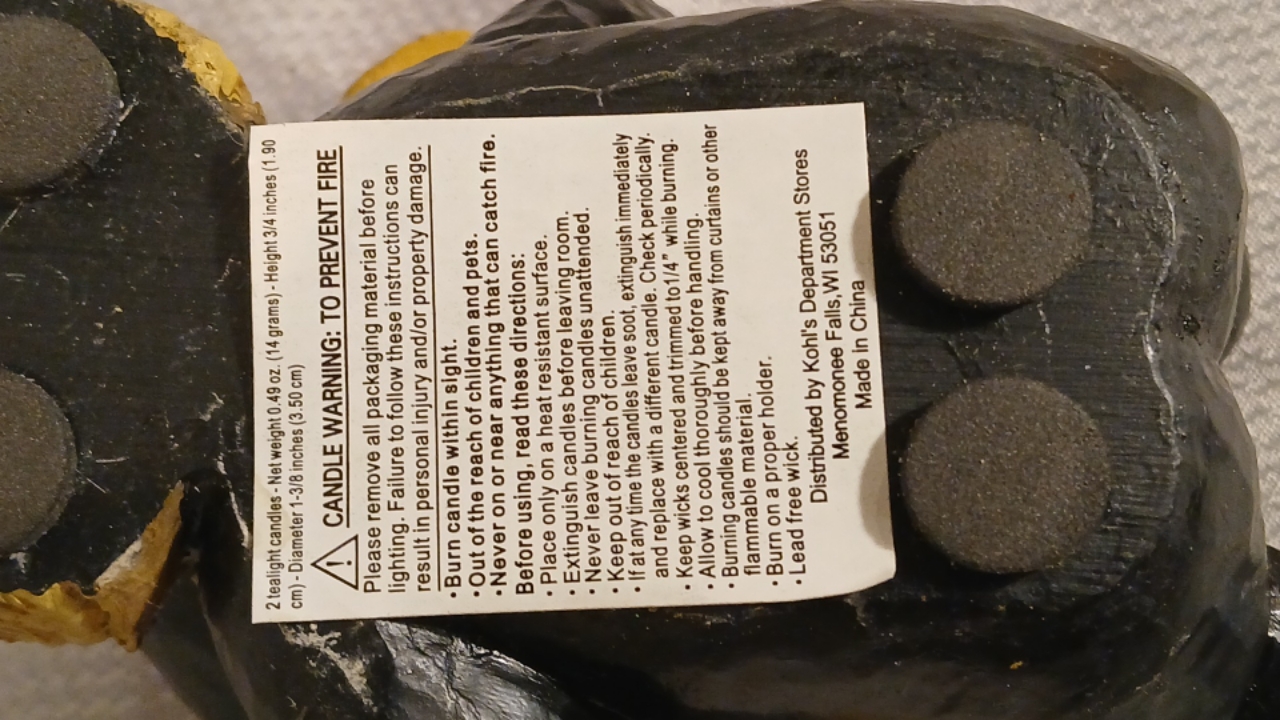 2 tealight candles - Net weight 0.49 oz. (14 grams) - Height 3/4 inches (1.90
cm) - Diameter 1-3/8 inches (3.50 cm)
CANDLE WARNING: TO PREVENT FIRE
Please remove all packaging material before
lighting. Failure to follow these instructions can
result in personal injury and/or property damage.
• Burn candle within sight.
• Out of the reach of children and pets.
• Never on or near anything that can catch fire.
Before using, read these directions:
• Place only on a heat resistant surface.
• Extinguish candles before leaving room.
• Never leave burning candles unattended.
• Keep out of reach of children.
• If at any time the candles leave soot, extinguish immediately
and replace with a different candle. Check periodically.
• Keep wicks centered and trimmed to1/4" while burning.
• Allow to cool thoroughly before handling.
• Burning candles should be kept away from curtains or other
flammable material.
• Burn on a proper holder.
• Lead free wick.
Distributed by Kohl's Department Stores
Menomonee Falls,WI 53051
Made in China